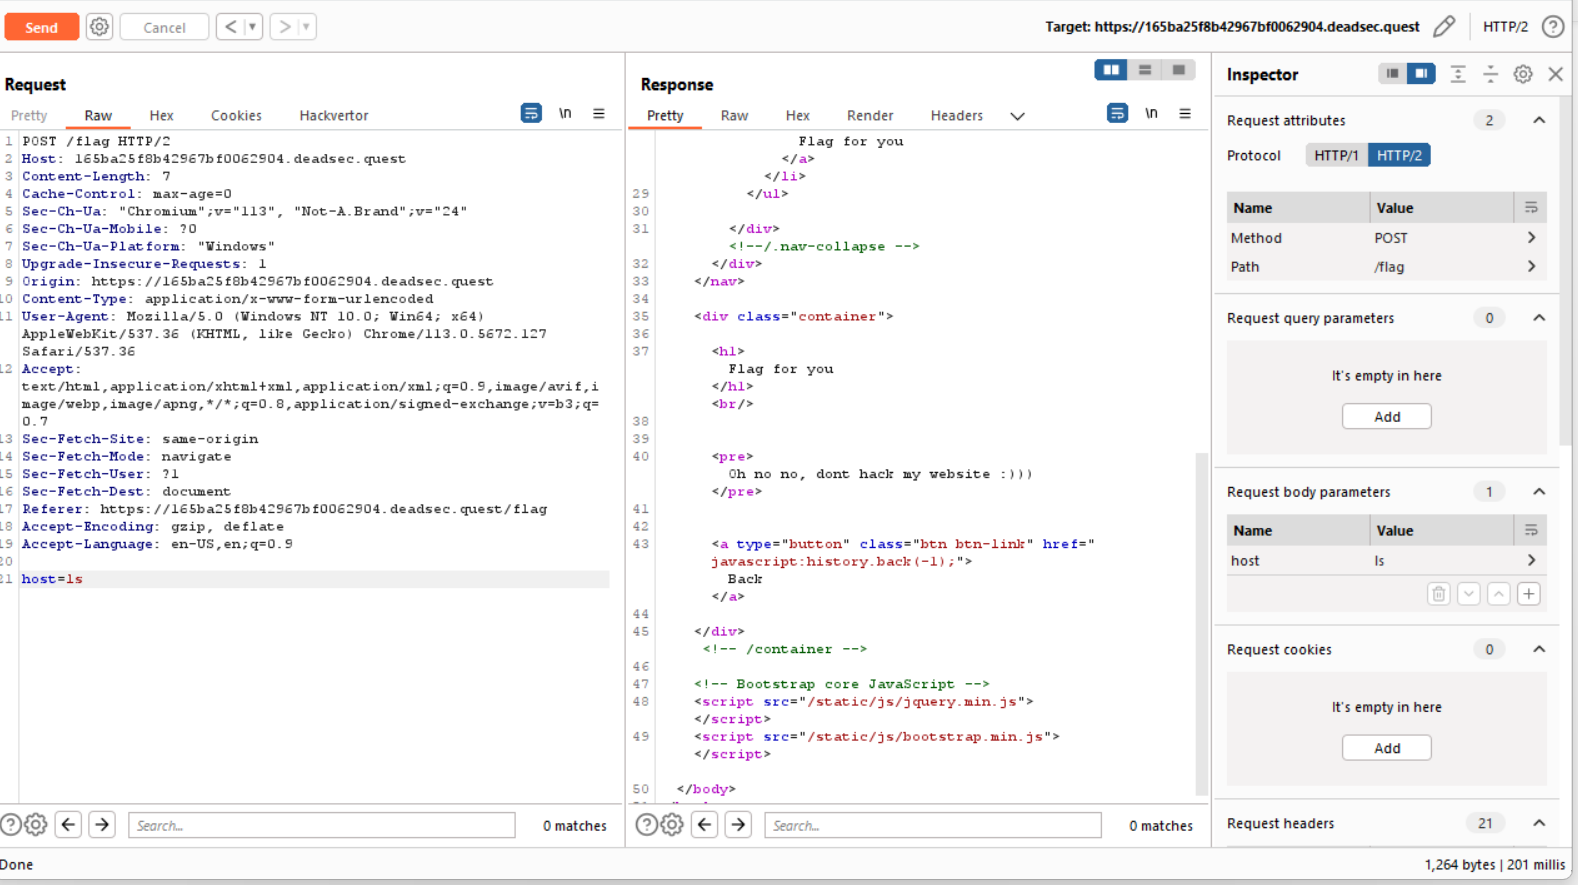 Send
Cancel
<
>
Target: https://165ba25f8b42967bf0062904.deadsec.quest
HTTP/2
?
Request
Pretty
Raw
Hex
Cookies
Hackvertor
\n
1 POST /flag HTTP/2
2 Host: 165ba25f8b42967bf0062904.deadsec.quest
3 Content-Length: 7
4 Cache-Control: max-age=0
5 Sec-Ch-Ua: "Chromium";v="113", "Not-A.Brand";v="24"
6 Sec-Ch-Ua-Mobile: ?0
7 Sec-Ch-Ua-Platform: "Windows"
8 Upgrade-Insecure-Requests: 1
9 Origin: https://165ba25f8b42967bf0062904.deadsec.quest
10 Content-Type: application/x-www-form-urlencoded
11 User-Agent: Mozilla/5.0 (Windows NT 10.0; Win64; x64)
AppleWebKit/537.36 (KHTML, like Gecko) Chrome/113.0.5672.127
Safari/537.36
12 Accept:
text/html,application/xhtml+xml,application/xml;q=0.9,image/avif,i
mage/webp,image/apng,*/*;q=0.8,application/signed-exchange;v=b3;q=
0.7
13 Sec-Fetch-Site: same-origin
14 Sec-Fetch-Mode: navigate
15 Sec-Fetch-User: ?1
16 Sec-Fetch-Dest: document
17 Referer: https://165ba25f8b42967bf0062904.deadsec.quest/flag
18 Accept-Encoding: gzip, deflate
19 Accept-Language: en-US,en;q=0.9
20
21 host=ls
Search...
0 matches
Response
Pretty
Raw
Hex
Render
Headers
\n
Flag for you
</a>
</li>
29 </ul>
30
31 </div>
<!--/.nav-collapse -->
32 </div>
33 </nav>
34
35 <div class="container">
36
37 <h1>
Flag for you
</h1>
<br/>
38
39
40 <pre>
Oh no no, dont hack my website :)))
</pre>
41
42
43 <a type="button" class="btn btn-link" href="
javascript:history.back(-1);">
Back
</a>
44
45 </div>
<!-- /container -->
46
47 <!-- Bootstrap core JavaScript -->
48 <script src="/static/js/jquery.min.js">
</script>
49 <script src="/static/js/bootstrap.min.js">
</script>
50 </body>
Search...
0 matches
Inspector
Request attributes
2
Protocol
HTTP/1
HTTP/2
Name
Value
Method
POST
Path
/flag
Request query parameters
0
It's empty in here
Add
Request body parameters
1
Name
Value
host
ls
Request cookies
0
It's empty in here
Add
Request headers
21
Done
1,264 bytes | 201 millis